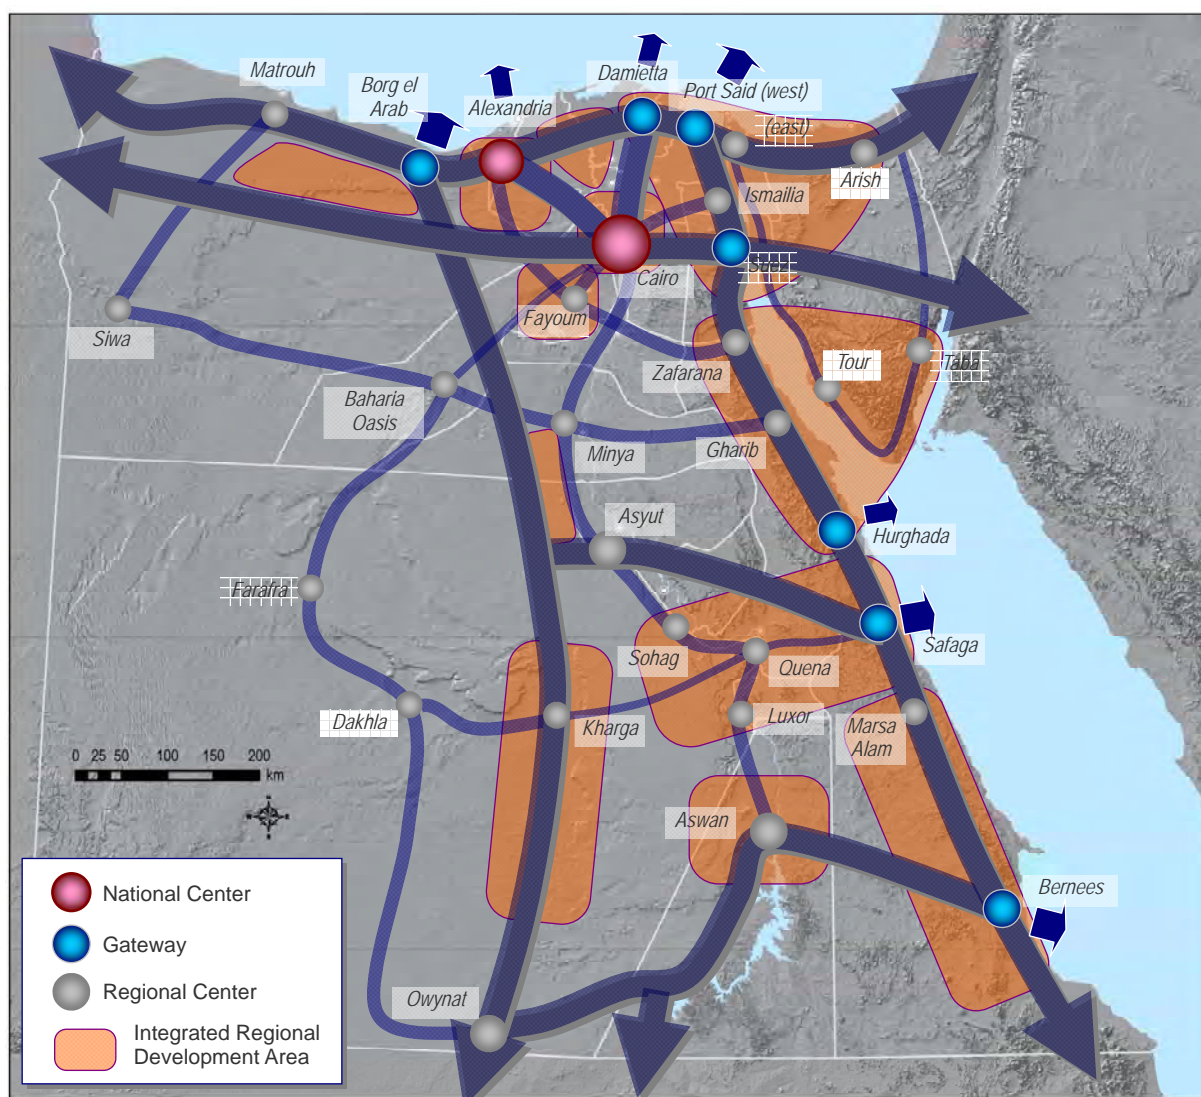 Matrouh
Borg el
Arab
Alexandria
Damietta
Port Said (west)
(east)
Arish
Ismailia
Suez
Cairo
Fayoum
Siwa
Zafarana
Tour
Taba
Baharia
Oasis
Minya
Gharib
Asyut
Hurghada
Farafra
Sohag
Quena
Safaga
Dakhla
Kharga
Luxor
Marsa
Alam
0 25 50 100 150 200
km
Aswan
Bernees
Owynat
National Center
Gateway
Regional Center
Integrated Regional
Development Area